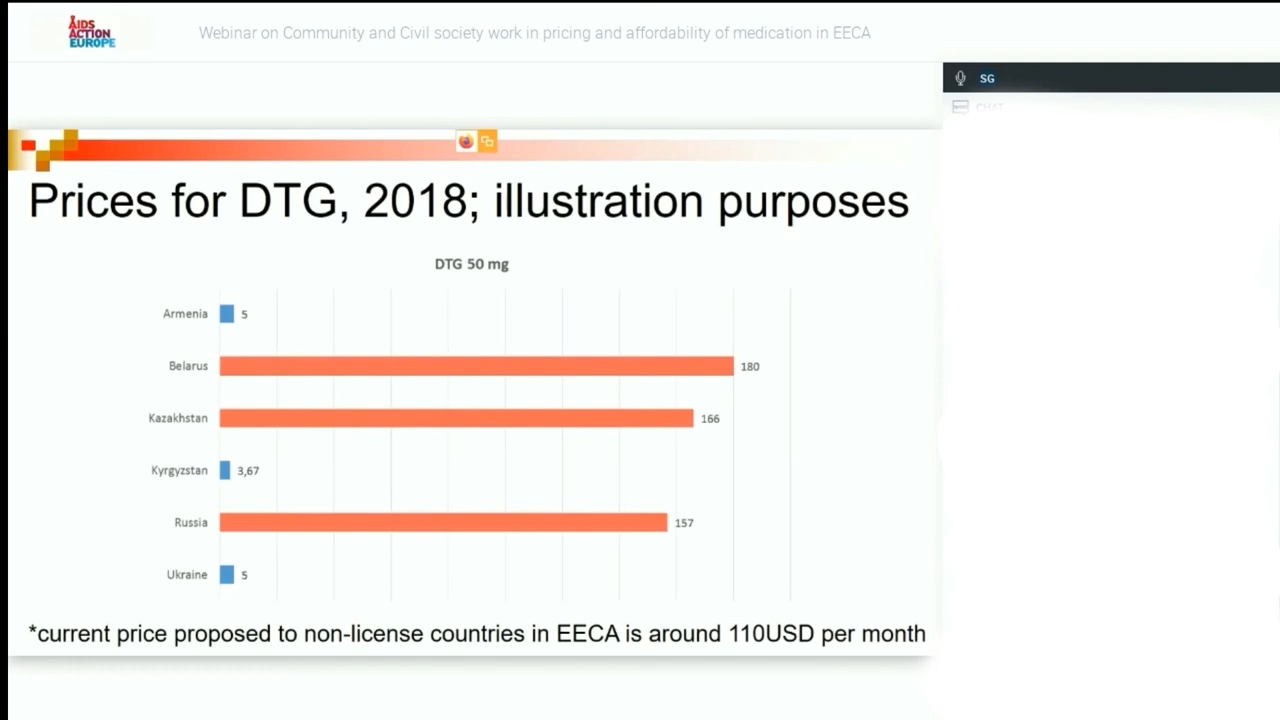 AIDS
ACTION
EUROPE
Webinar on Community and Civil society work in pricing and affordability of medication in EECA
SG
CHAT
Prices for DTG, 2018; illustration purposes
DTG 50 mg
Armenia 5
Belarus 180
Kazakhstan 166
Kyrgyzstan 3,67
Russia 157
Ukraine 5
*current price proposed to non-license countries in EECA is around 110USD per month